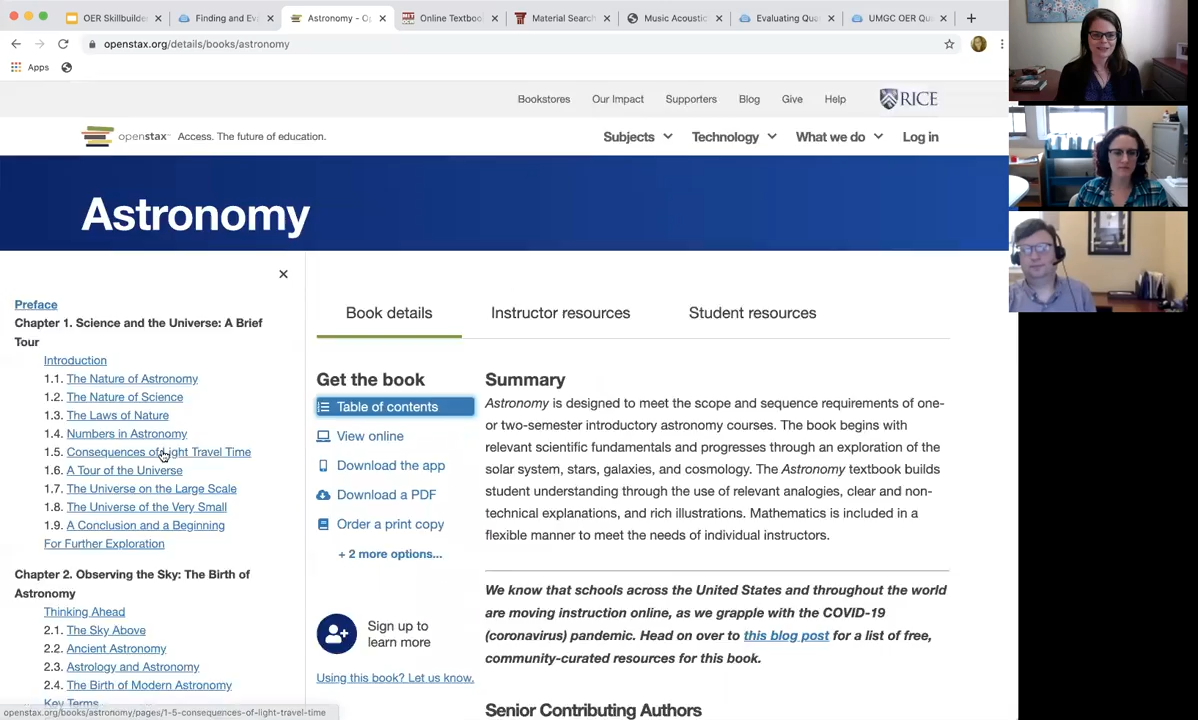 OER Skillbuilde
Finding and Ev
Astronomy - O
Online Textboo
Material Searc
Music Acoustic
Evaluating Qua
UMGC OER Qu
openstax.org/details/books/astronomy
Apps
Bookstores
Our Impact
Supporters
Blog
Give
Help
RICE
openstax™
Access. The future of education.
Subjects
Technology
What we do
Log in
Astronomy
Preface
Chapter 1. Science and the Universe: A Brief
Tour
Introduction
1.1. The Nature of Astronomy
1.2. The Nature of Science
1.3. The Laws of Nature
1.4. Numbers in Astronomy
1.5. Consequences of Light Travel Time
1.6. A Tour of the Universe
1.7. The Universe on the Large Scale
1.8. The Universe of the Very Small
1.9. A Conclusion and a Beginning
For Further Exploration
Chapter 2. Observing the Sky: The Birth of
Astronomy
Thinking Ahead
2.1. The Sky Above
2.2. Ancient Astronomy
2.3. Astrology and Astronomy
2.4. The Birth of Modern Astronomy
Key Terms
openstax.org/books/astronomy/pages/1-5-consequences-of-light-travel-time
Book details
Instructor resources
Student resources
Get the book
Table of contents
View online
Download the app
Download a PDF
Order a print copy
+ 2 more options...
Sign up to
learn more
Using this book? Let us know.
Summary
Astronomy is designed to meet the scope and sequence requirements of one-
or two-semester introductory astronomy courses. The book begins with
relevant scientific fundamentals and progresses through an exploration of the
solar system, stars, galaxies, and cosmology. The Astronomy textbook builds
student understanding through the use of relevant analogies, clear and non-
technical explanations, and rich illustrations. Mathematics is included in a
flexible manner to meet the needs of individual instructors.
We know that schools across the United States and throughout the world
are moving instruction online, as we grapple with the COVID-19
(coronavirus) pandemic. Head on over to this blog post for a list of free,
community-curated resources for this book.
Senior Contributing Authors